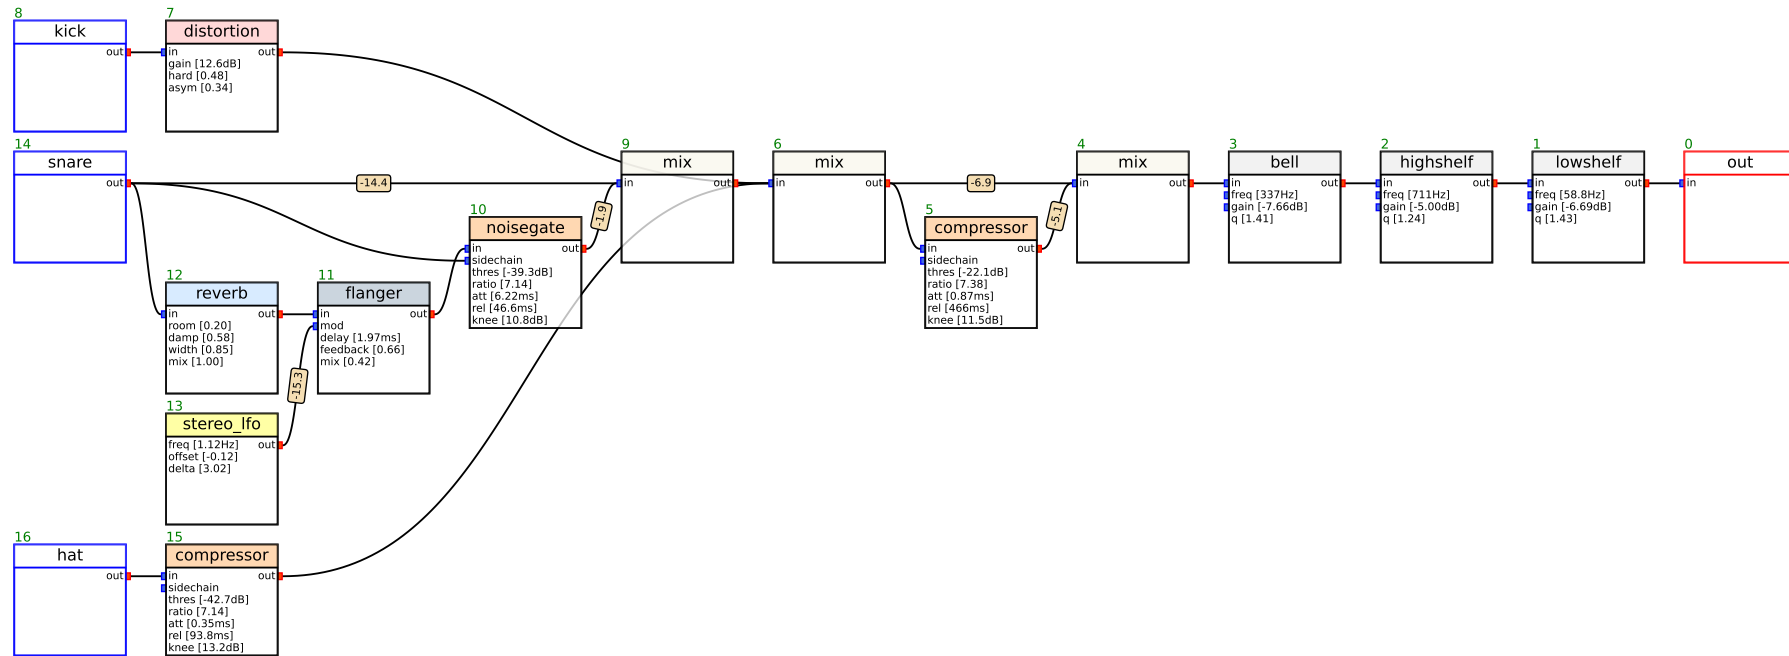 8
kick
out
7
distortion
in out
gain [12.6dB]
hard [0.48]
asym [0.34]
14
snare
out
-14.4
12
reverb
in out
room [0.20]
damp [0.58]
width [0.85]
mix [1.00]
13
stereo_lfo
freq [1.12Hz] out
offset [-0.12]
delta [3.02]
-15.3
11
flanger
in out
mod
delay [1.97ms]
feedback [0.66]
mix [0.42]
10
noisegate
in out
sidechain
thres [-39.3dB]
ratio [7.14]
att [6.22ms]
rel [46.6ms]
knee [10.8dB]
-1.9
9
mix
in out
6
mix
in out
-6.9
5
compressor
in out
sidechain
thres [-22.1dB]
ratio [7.38]
att [0.87ms]
rel [466ms]
knee [11.5dB]
-5.1
4
mix
in out
3
bell
in out
freq [337Hz]
gain [-7.66dB]
q [1.41]
2
highshelf
in out
freq [711Hz]
gain [-5.00dB]
q [1.24]
1
lowshelf
in out
freq [58.8Hz]
gain [-6.69dB]
q [1.43]
0
out
in
16
hat
out
15
compressor
in out
sidechain
thres [-42.7dB]
ratio [7.14]
att [0.35ms]
rel [93.8ms]
knee [13.2dB]